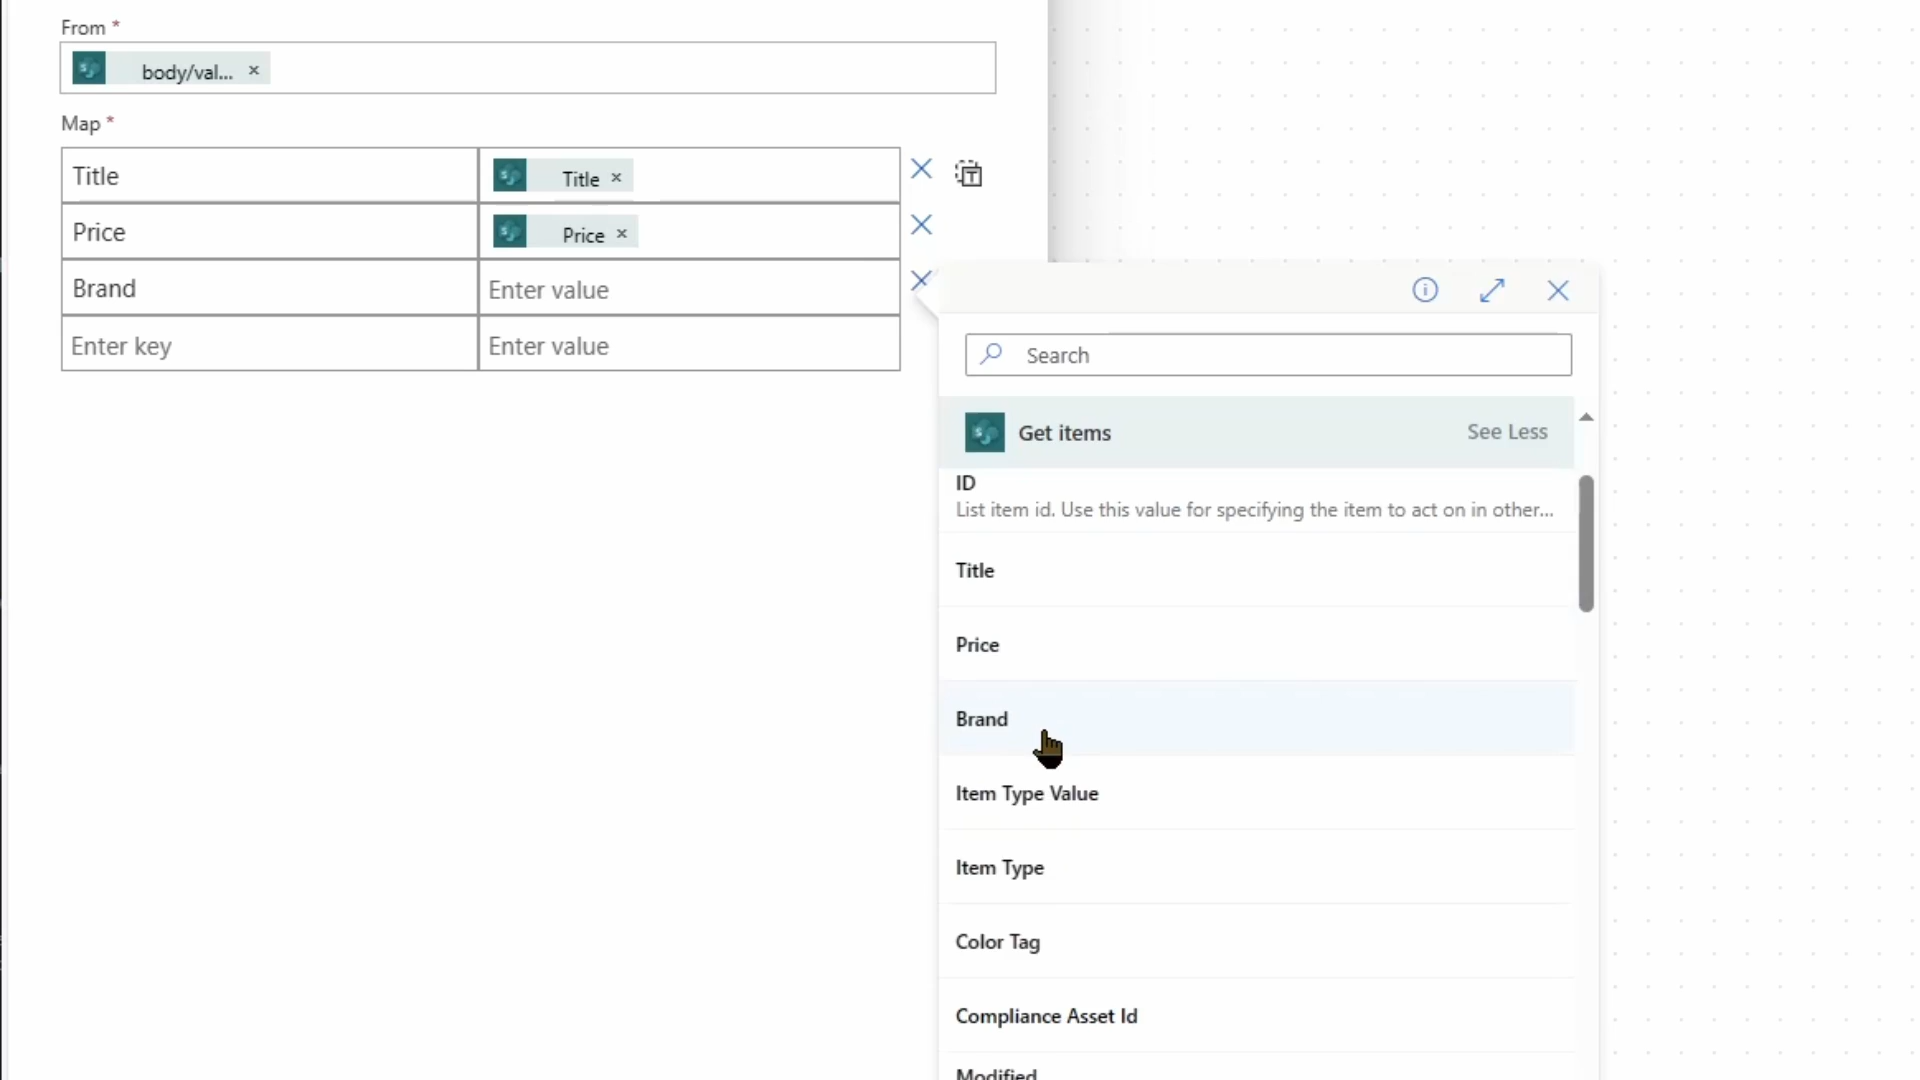 From *
body/val... ×
Map *
Title
Title ×
Price
Price ×
Brand
Enter value
Enter key
Enter value
Search
Get items
See Less
ID
List item id. Use this value for specifying the item to act on in other...
Title
Price
Brand
Item Type Value
Item Type
Color Tag
Compliance Asset Id
Modified